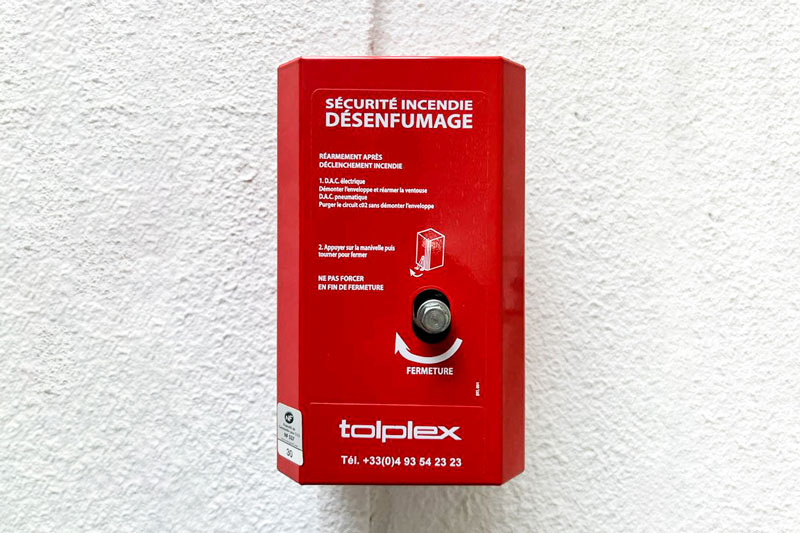 SÉCURITÉ INCENDIE
DÉSENFUMAGE
RÉARMEMENT APRÈS
DÉCLENCHEMENT INCENDIE
1. D.A.C. électrique
Démonter l'enveloppe et réarmer la ventouse
D.A.C. pneumatique
Purger le circuit c02 sans démonter l'enveloppe
2. Appuyer sur la manivelle puis
tourner pour fermer
NE PAS FORCER
EN FIN DE FERMETURE
FERMETURE
NF
30
tolplex
Tél. +33(0)4 93 54 23 23